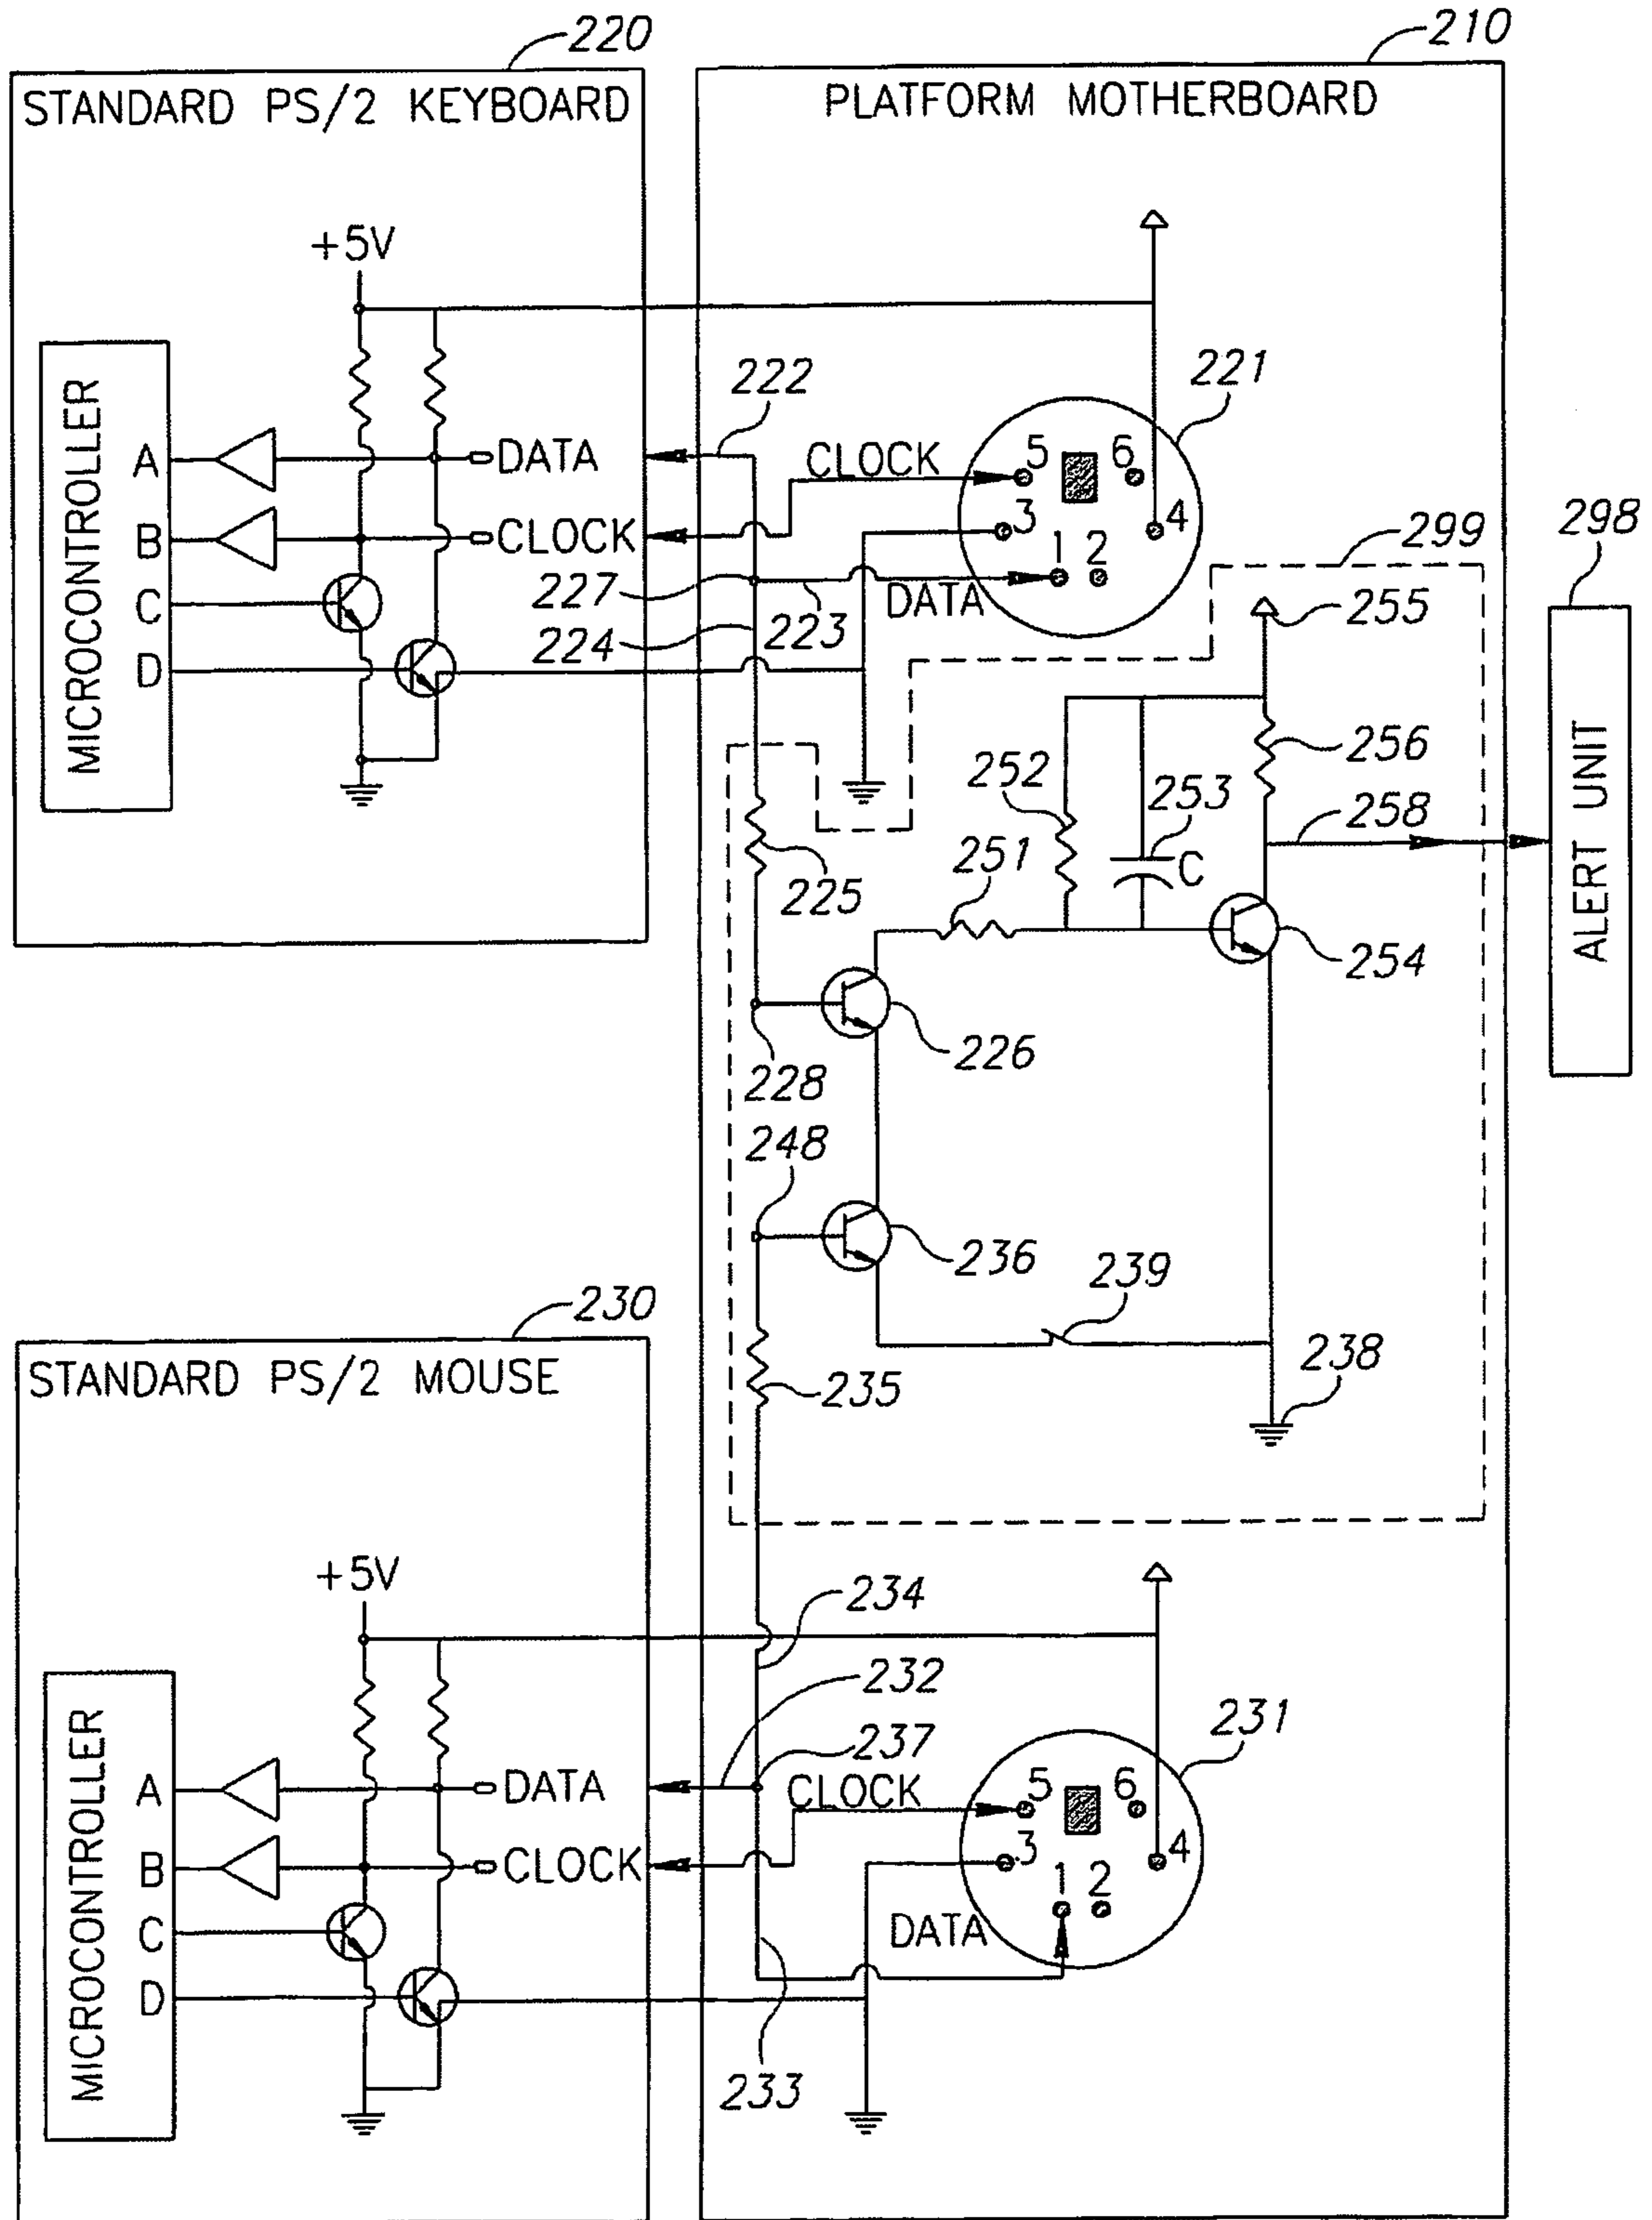 220
210
STANDARD PS/2 KEYBOARD
PLATFORM MOTHERBOARD
+5V
MICROCONTROLLER
A
B
C
D
DATA
CLOCK
222
221
CLOCK
5
6
3
4
1
2
DATA
227
224
223
299
298
ALERT UNIT
255
256
252
253
C
258
251
225
254
226
228
248
236
239
238
235
230
STANDARD PS/2 MOUSE
+5V
MICROCONTROLLER
A
B
C
D
DATA
CLOCK
234
232
237
231
CLOCK
5
6
3
4
1
2
DATA
233